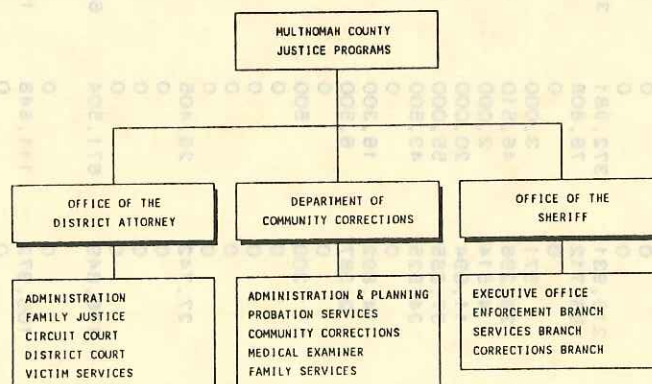 MULTNOMAH COUNTY
JUSTICE PROGRAMS
OFFICE OF THE
DISTRICT ATTORNEY
DEPARTMENT OF
COMMUNITY CORRECTIONS
OFFICE OF THE
SHERIFF
ADMINISTRATION
FAMILY JUSTICE
CIRCUIT COURT
DISTRICT COURT
VICTIM SERVICES
ADMINISTRATION & PLANNING
PROBATION SERVICES
COMMUNITY CORRECTIONS
MEDICAL EXAMINER
FAMILY SERVICES
EXECUTIVE OFFICE
ENFORCEMENT BRANCH
SERVICES BRANCH
CORRECTIONS BRANCH